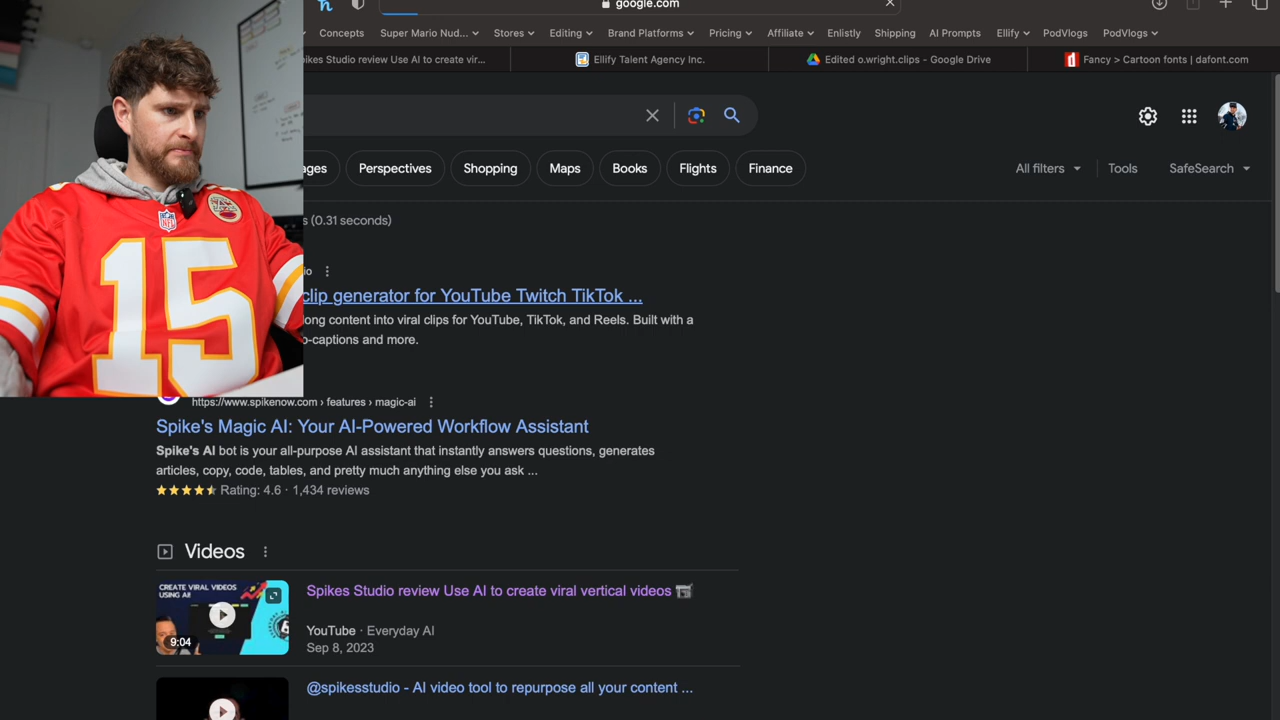 google.com
Concepts Super Mario Nud... Stores Editing Brand Platforms Pricing Affiliate Enlistly Shipping AI Prompts Ellify PodVlogs PodVlogs
ikes Studio review Use AI to create vir... Ellify Talent Agency Inc. Edited o.wright.clips - Google Drive Fancy > Cartoon fonts | dafont.com
ages Perspectives Shopping Maps Books Flights Finance All filters Tools SafeSearch
s (0.31 seconds)
io
clip generator for YouTube Twitch TikTok ...
ong content into viral clips for YouTube, TikTok, and Reels. Built with a
o-captions and more.
NFL
15
https://www.spikenow.com › features › magic-ai
Spike's Magic AI: Your AI-Powered Workflow Assistant
Spike's AI bot is your all-purpose AI assistant that instantly answers questions, generates
articles, copy, code, tables, and pretty much anything else you ask ...
Rating: 4.6 · 1,434 reviews
Videos
CREATE VIRAL VIDEOS
USING AI!
9:04
Spikes Studio review Use AI to create viral vertical videos
YouTube · Everyday AI
Sep 8, 2023
@spikesstudio - AI video tool to repurpose all your content ...